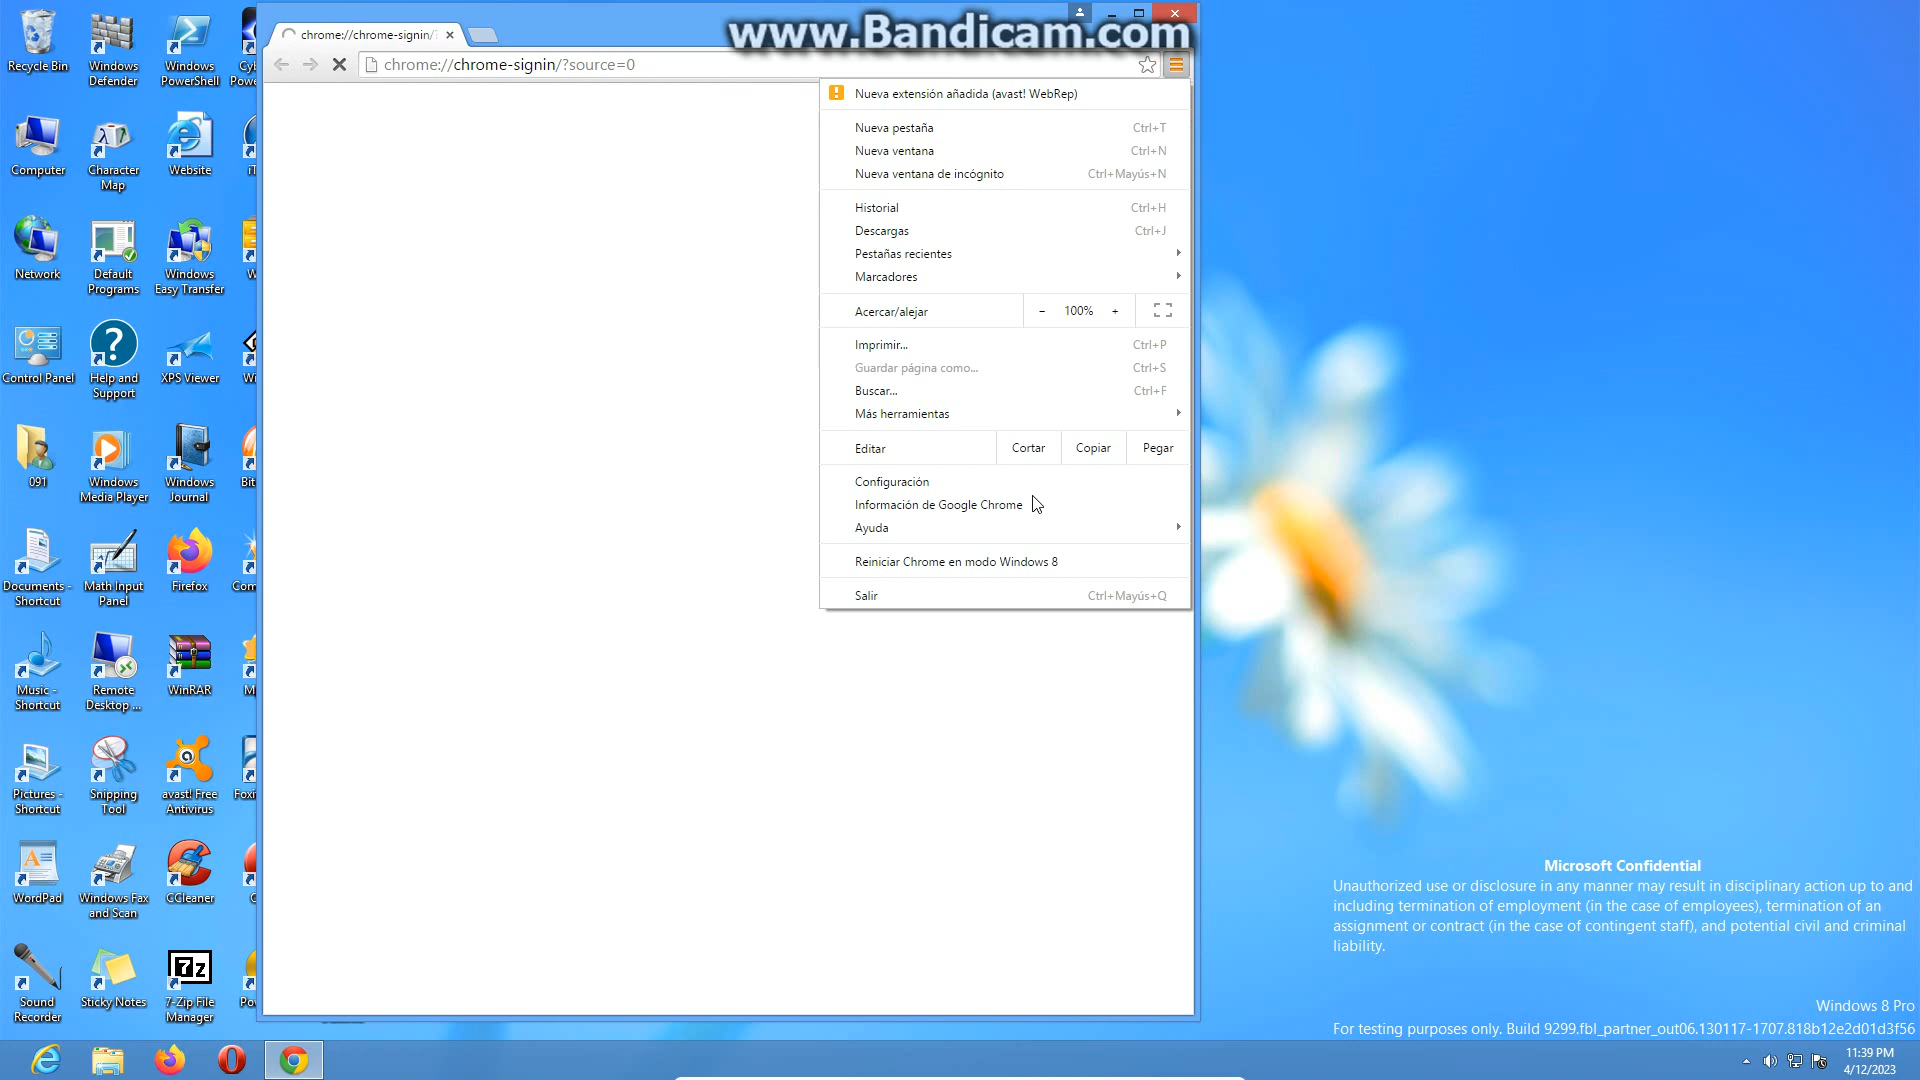 www.Bandicam.com
chrome://chrome-signin/?
chrome://chrome-signin/?source=0
Nueva extensión añadida (avast! WebRep)
Nueva pestaña Ctrl+T
Nueva ventana Ctrl+N
Nueva ventana de incógnito Ctrl+Mayús+N
Historial Ctrl+H
Descargas Ctrl+J
Pestañas recientes
Marcadores
Acercar/alejar - 100% +
Imprimir... Ctrl+P
Guardar página como... Ctrl+S
Buscar... Ctrl+F
Más herramientas
Editar Cortar Copiar Pegar
Configuración
Información de Google Chrome
Ayuda
Reiniciar Chrome en modo Windows 8
Salir Ctrl+Mayús+Q
Recycle Bin
Windows
Defender
Windows
PowerShell
Computer
Character
Map
Website
Network
Default
Programs
Windows
Easy Transfer
Control Panel
Help and
Support
XPS Viewer
091
Windows
Media Player
Windows
Journal
Documents -
Shortcut
Math Input
Panel
Firefox
Music -
Shortcut
Remote
Desktop ...
WinRAR
Pictures -
Shortcut
Snipping
Tool
avast! Free
Antivirus
WordPad
Windows Fax
and Scan
CCleaner
Sound
Recorder
Sticky Notes
7z
7-Zip File
Manager
Microsoft Confidential
Unauthorized use or disclosure in any manner may result in disciplinary action up to and
including termination of employment (in the case of employees), termination of an
assignment or contract (in the case of contingent staff), and potential civil and criminal
liability.
Windows 8 Pro
For testing purposes only. Build 9299.fbl_partner_out06.130117-1707.818b12e2d01d3f56
11:39 PM
4/12/2023